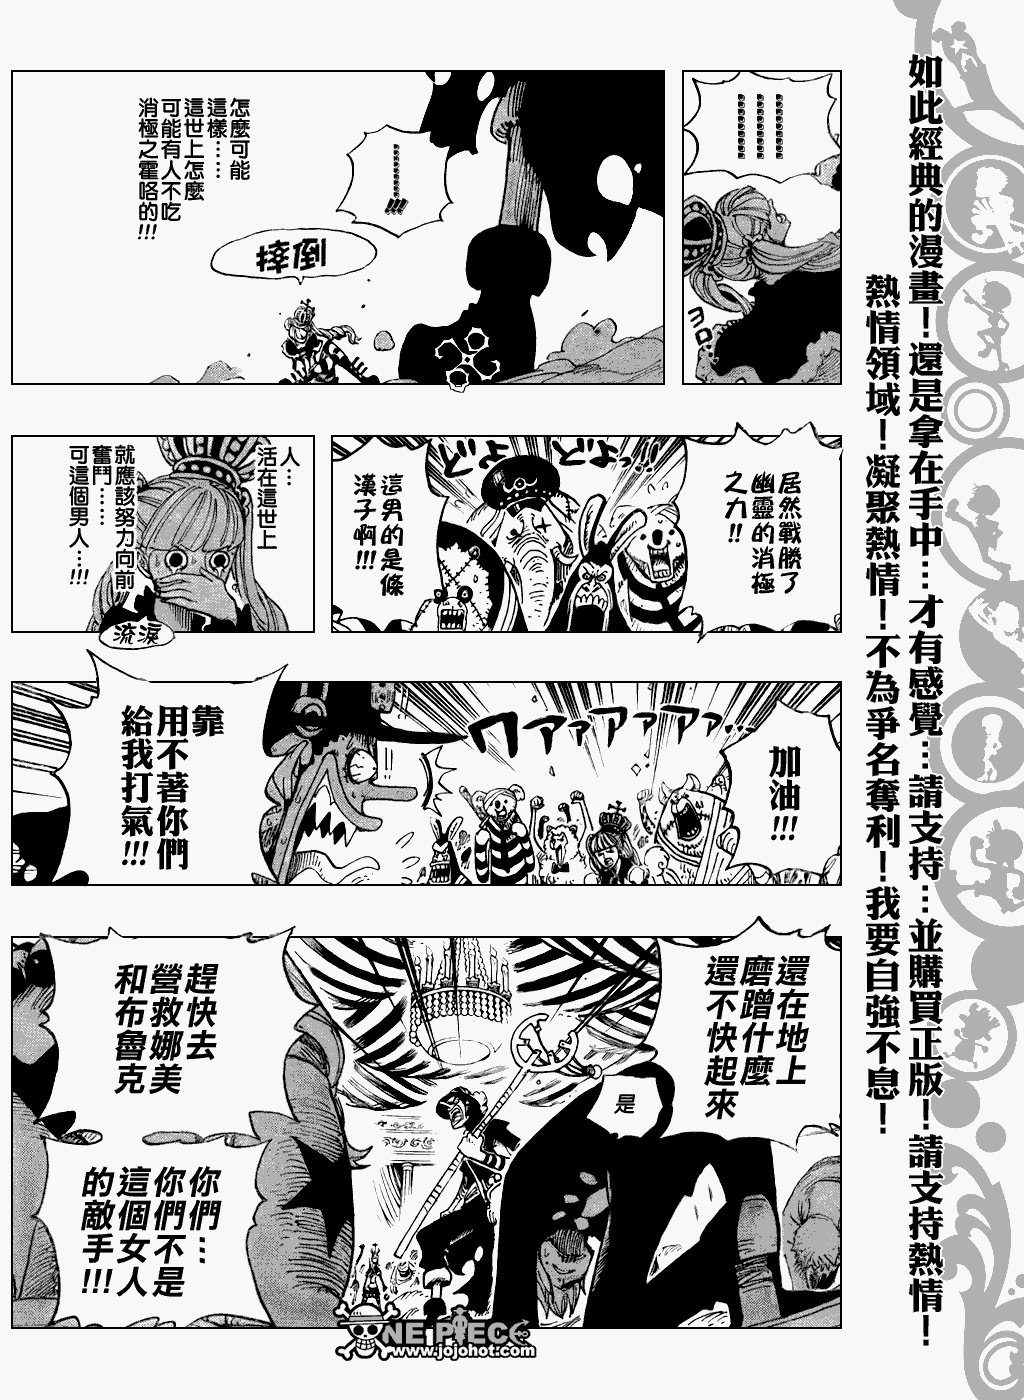 如此經典的漫畫！還是拿在手中…才有感覺…請支持…並購買正版！請支持熱情！
熱情領域！凝聚熱情！不為爭名奪利！我要自強不息！
!!!
ヨロ…
…………!!!
怎麼可能
這樣……
這世上怎麼
可能有人不吃
消極之霍咯的!!!
摔倒
居然戰勝了
幽靈的消極
之力!!
どよっ!!
どよ
這男的是條
漢子啊!!!
人…
活在這世上
就應該努力向前
奮鬥……
可這個男人…!!!
流淚
加油!!!
ワァァァァァァ…
靠
用不著你們
給我打氣!!!
還在地上
磨蹭什麼
還不快起來
是
趕快去
營救娜美
和布魯克
你們…
你們不是
這個女人
的敵手!!!
ONE PIECE
www.jojohot.com